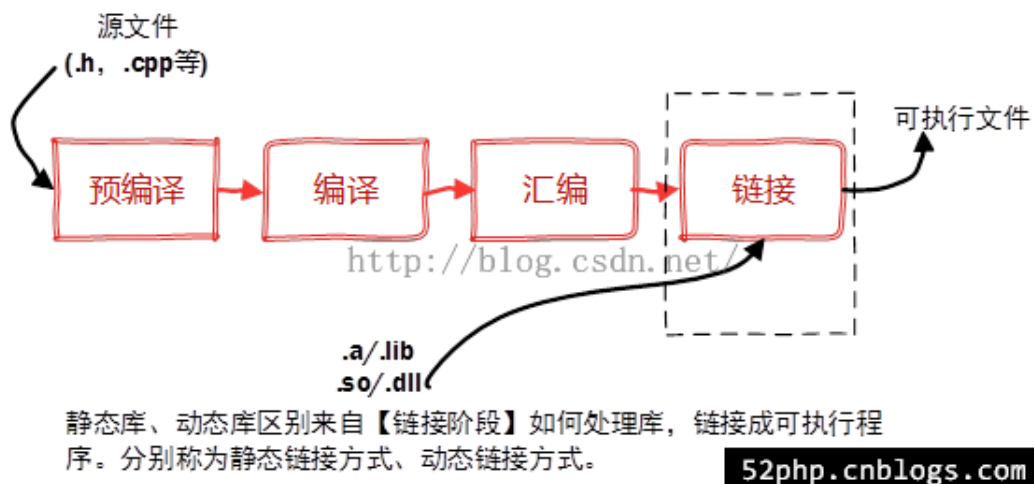 源文件
(.h， .cpp等)
可执行文件
预编译
编译
汇编
链接
http://blog.csdn.net/
.a/.lib
.so/.dll
静态库、动态库区别来自【链接阶段】如何处理库，链接成可执行程
序。分别称为静态链接方式、动态链接方式。
52php.cnblogs.com